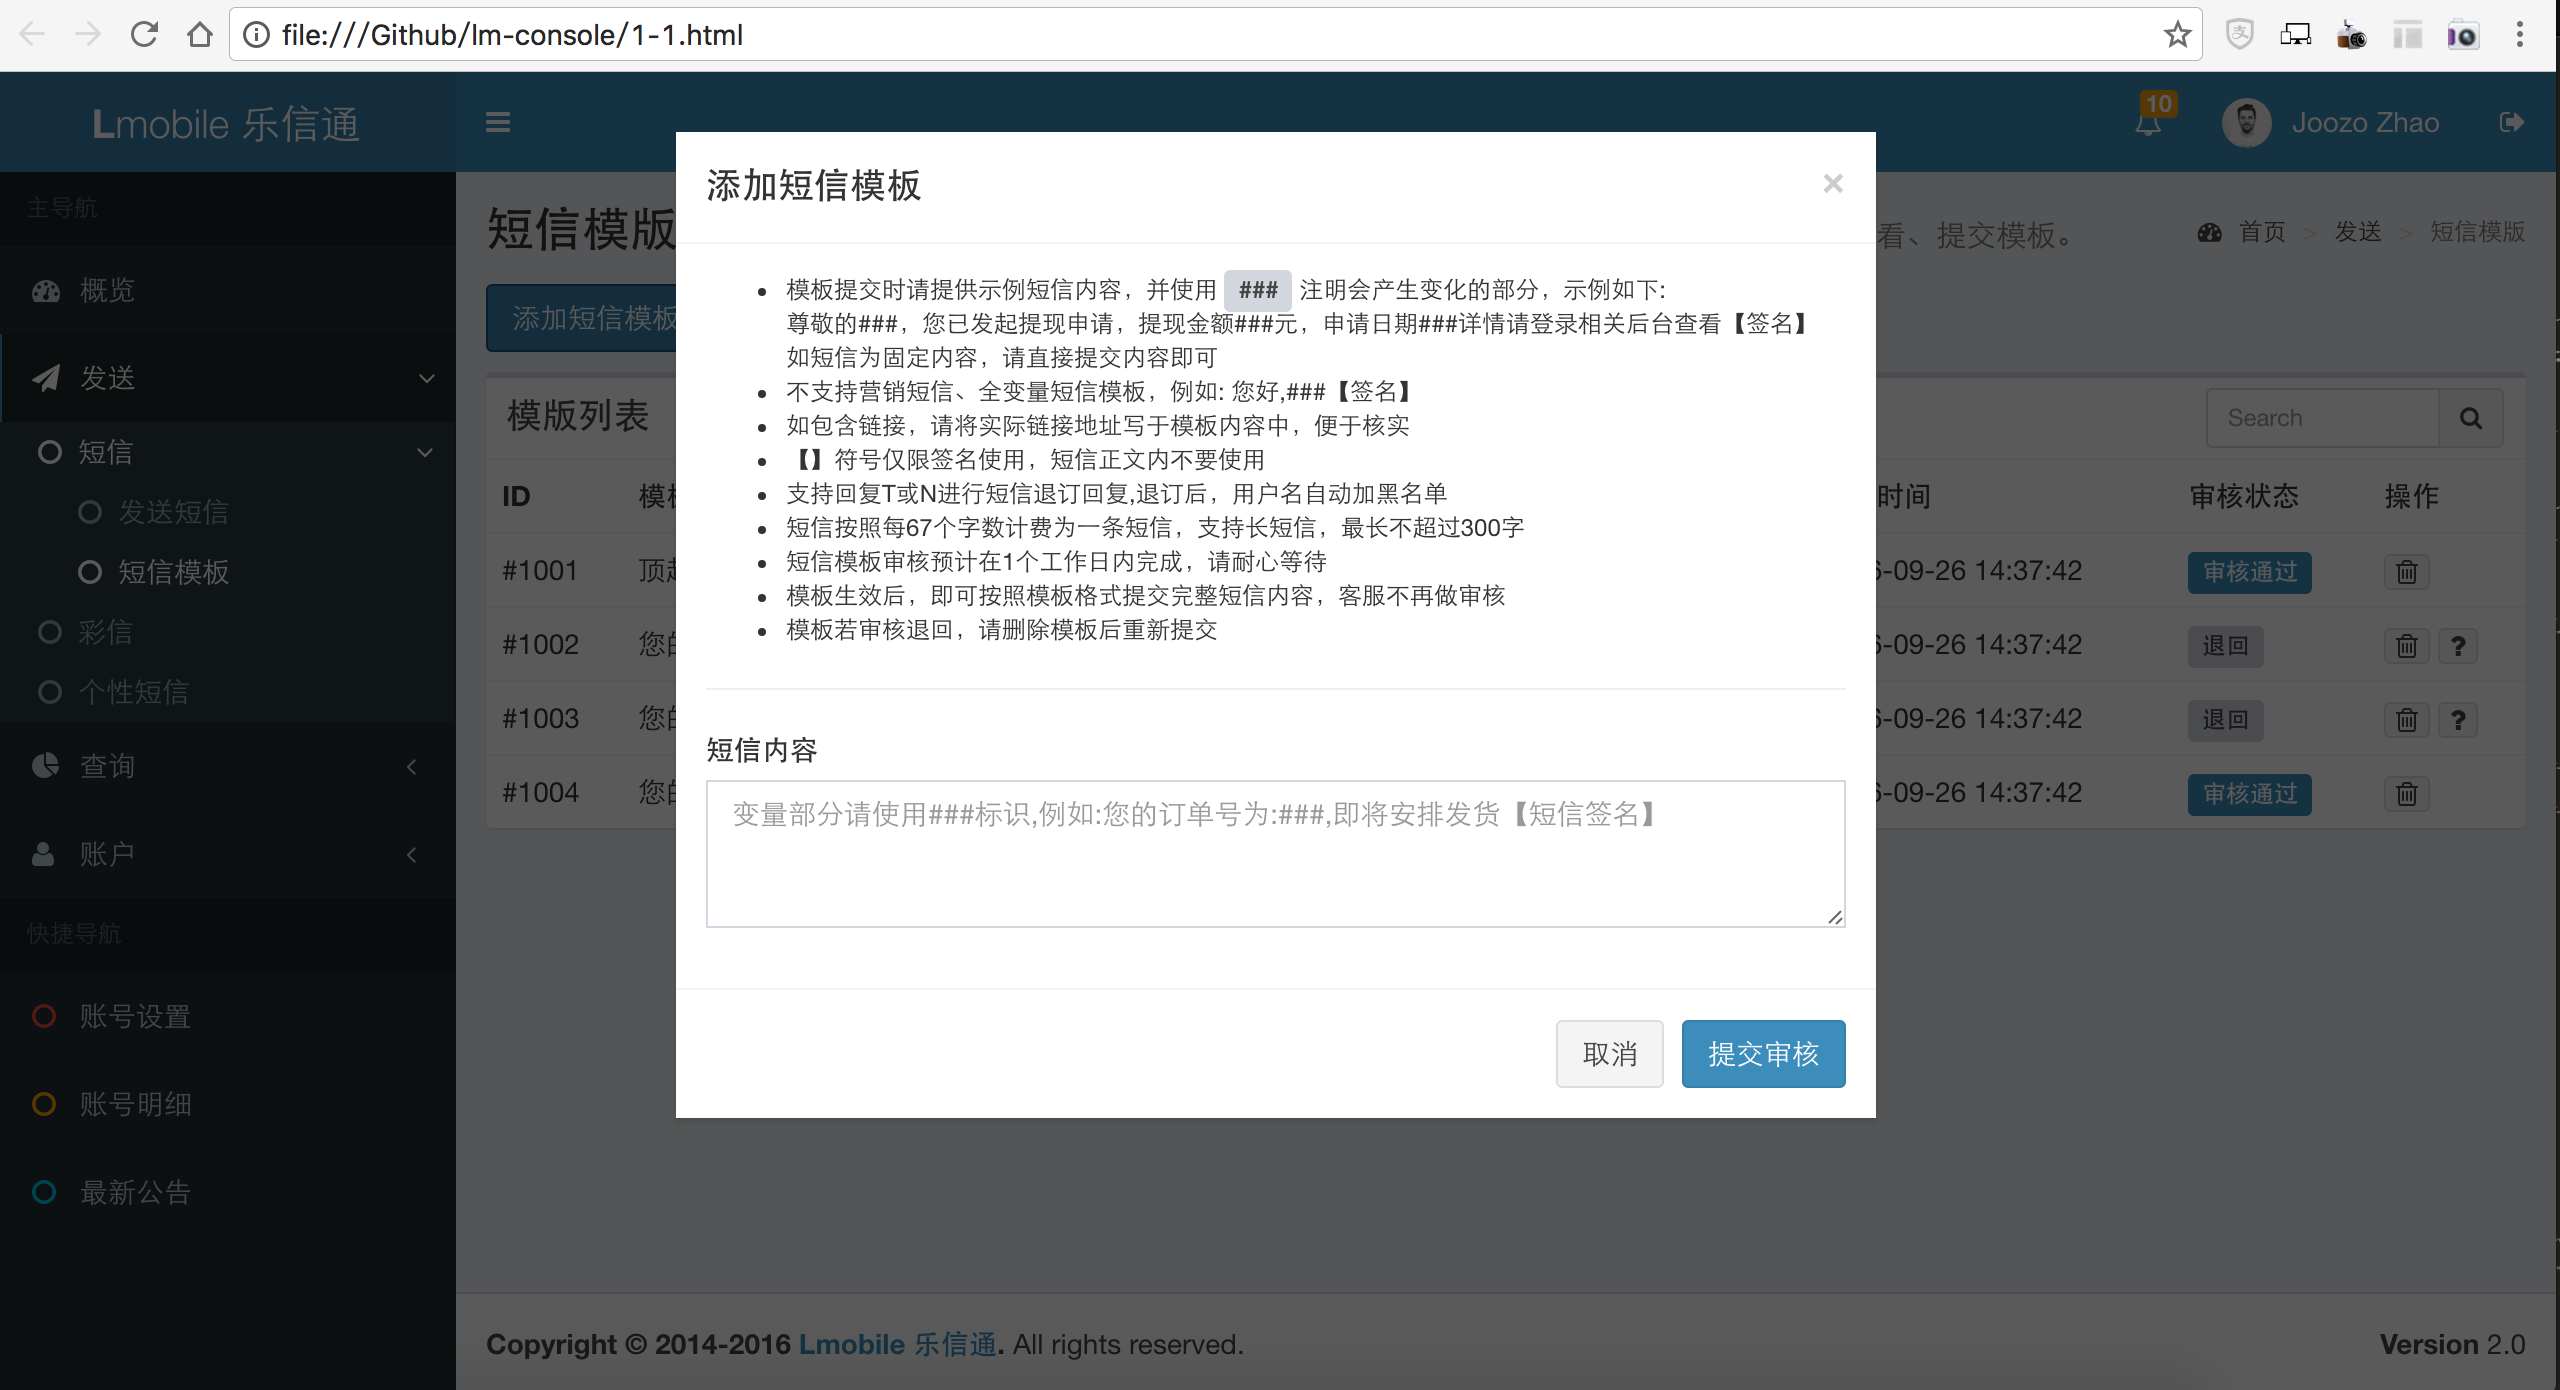 file:///Github/lm-console/1-1.html
Lmobile 乐信通
10
Joozo Zhao
主导航
概览
发送
短信
发送短信
短信模板
彩信
个性短信
查询
账户
快捷导航
账号设置
账号明细
最新公告
短信模版
看、提交模板。
首页 > 发送 > 短信模版
添加短信模板
模版列表
Search
ID
时间 审核状态 操作
#1001 6-09-26 14:37:42 审核通过
#1002 您的 6-09-26 14:37:42 退回 ?
#1003 您的 6-09-26 14:37:42 退回 ?
#1004 您的 6-09-26 14:37:42 审核通过
添加短信模板
×
模板提交时请提供示例短信内容，并使用 ### 注明会产生变化的部分，示例如下:
尊敬的###，您已发起提现申请，提现金额###元，申请日期###详情请登录相关后台查看【签名】
如短信为固定内容，请直接提交内容即可
不支持营销短信、全变量短信模板，例如: 您好,###【签名】
如包含链接，请将实际链接地址写于模板内容中，便于核实
【】符号仅限签名使用，短信正文内不要使用
支持回复T或N进行短信退订回复,退订后，用户名自动加黑名单
短信按照每67个字数计费为一条短信，支持长短信，最长不超过300字
短信模板审核预计在1个工作日内完成，请耐心等待
模板生效后，即可按照模板格式提交完整短信内容，客服不再做审核
模板若审核退回，请删除模板后重新提交
短信内容
变量部分请使用###标识,例如:您的订单号为:###,即将安排发货【短信签名】
取消
提交审核
Copyright © 2014-2016 Lmobile 乐信通. All rights reserved.
Version 2.0